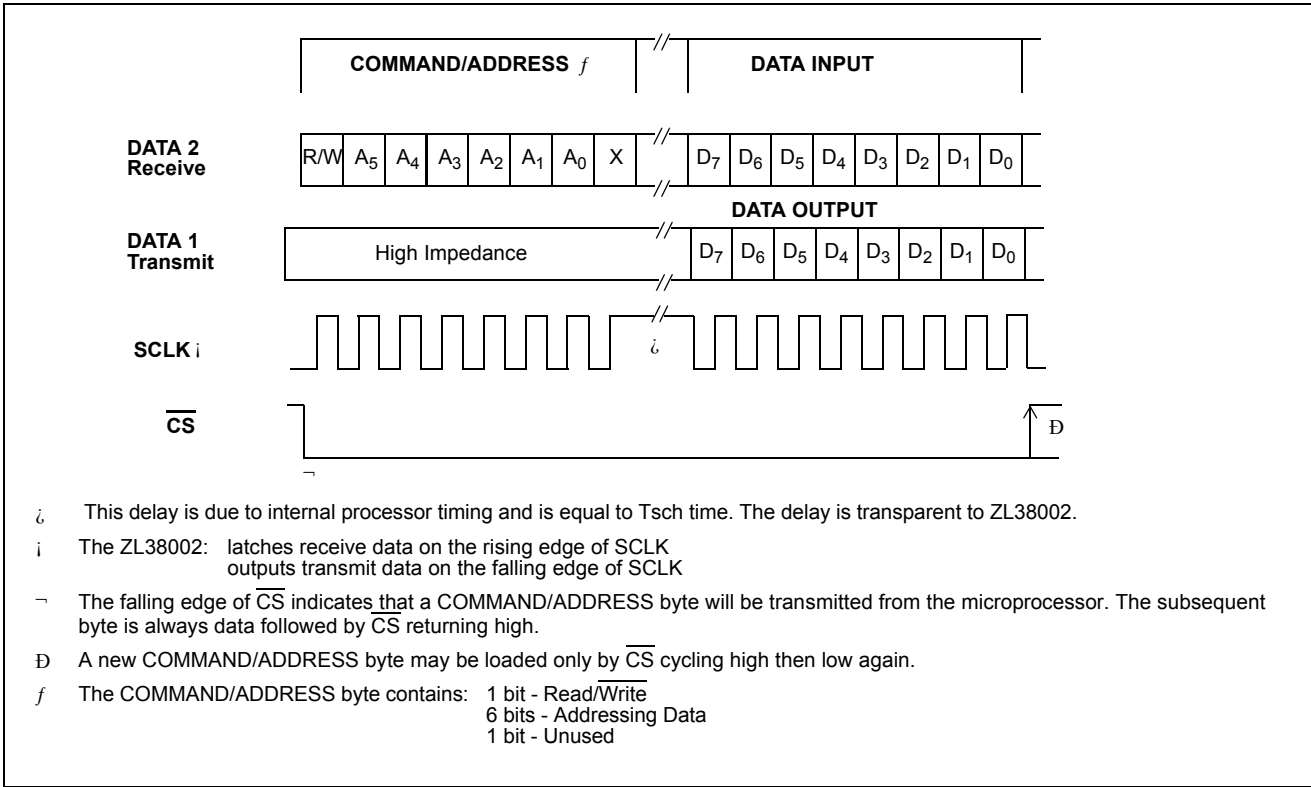 COMMAND/ADDRESS ƒ
DATA INPUT
DATA 2
Receive
R/W A5 A4 A3 A2 A1 A0 X
D7 D6 D5 D4 D3 D2 D1 D0
DATA OUTPUT
DATA 1
Transmit
High Impedance
D7 D6 D5 D4 D3 D2 D1 D0
SCLK ¡
¿
CS
Ð
¬
¿ This delay is due to internal processor timing and is equal to Tsch time. The delay is transparent to ZL38002.
¡ The ZL38002: latches receive data on the rising edge of SCLK
outputs transmit data on the falling edge of SCLK
¬ The falling edge of CS indicates that a COMMAND/ADDRESS byte will be transmitted from the microprocessor. The subsequent
byte is always data followed by CS returning high.
Ð A new COMMAND/ADDRESS byte may be loaded only by CS cycling high then low again.
ƒ The COMMAND/ADDRESS byte contains: 1 bit - Read/Write
6 bits - Addressing Data
1 bit - Unused